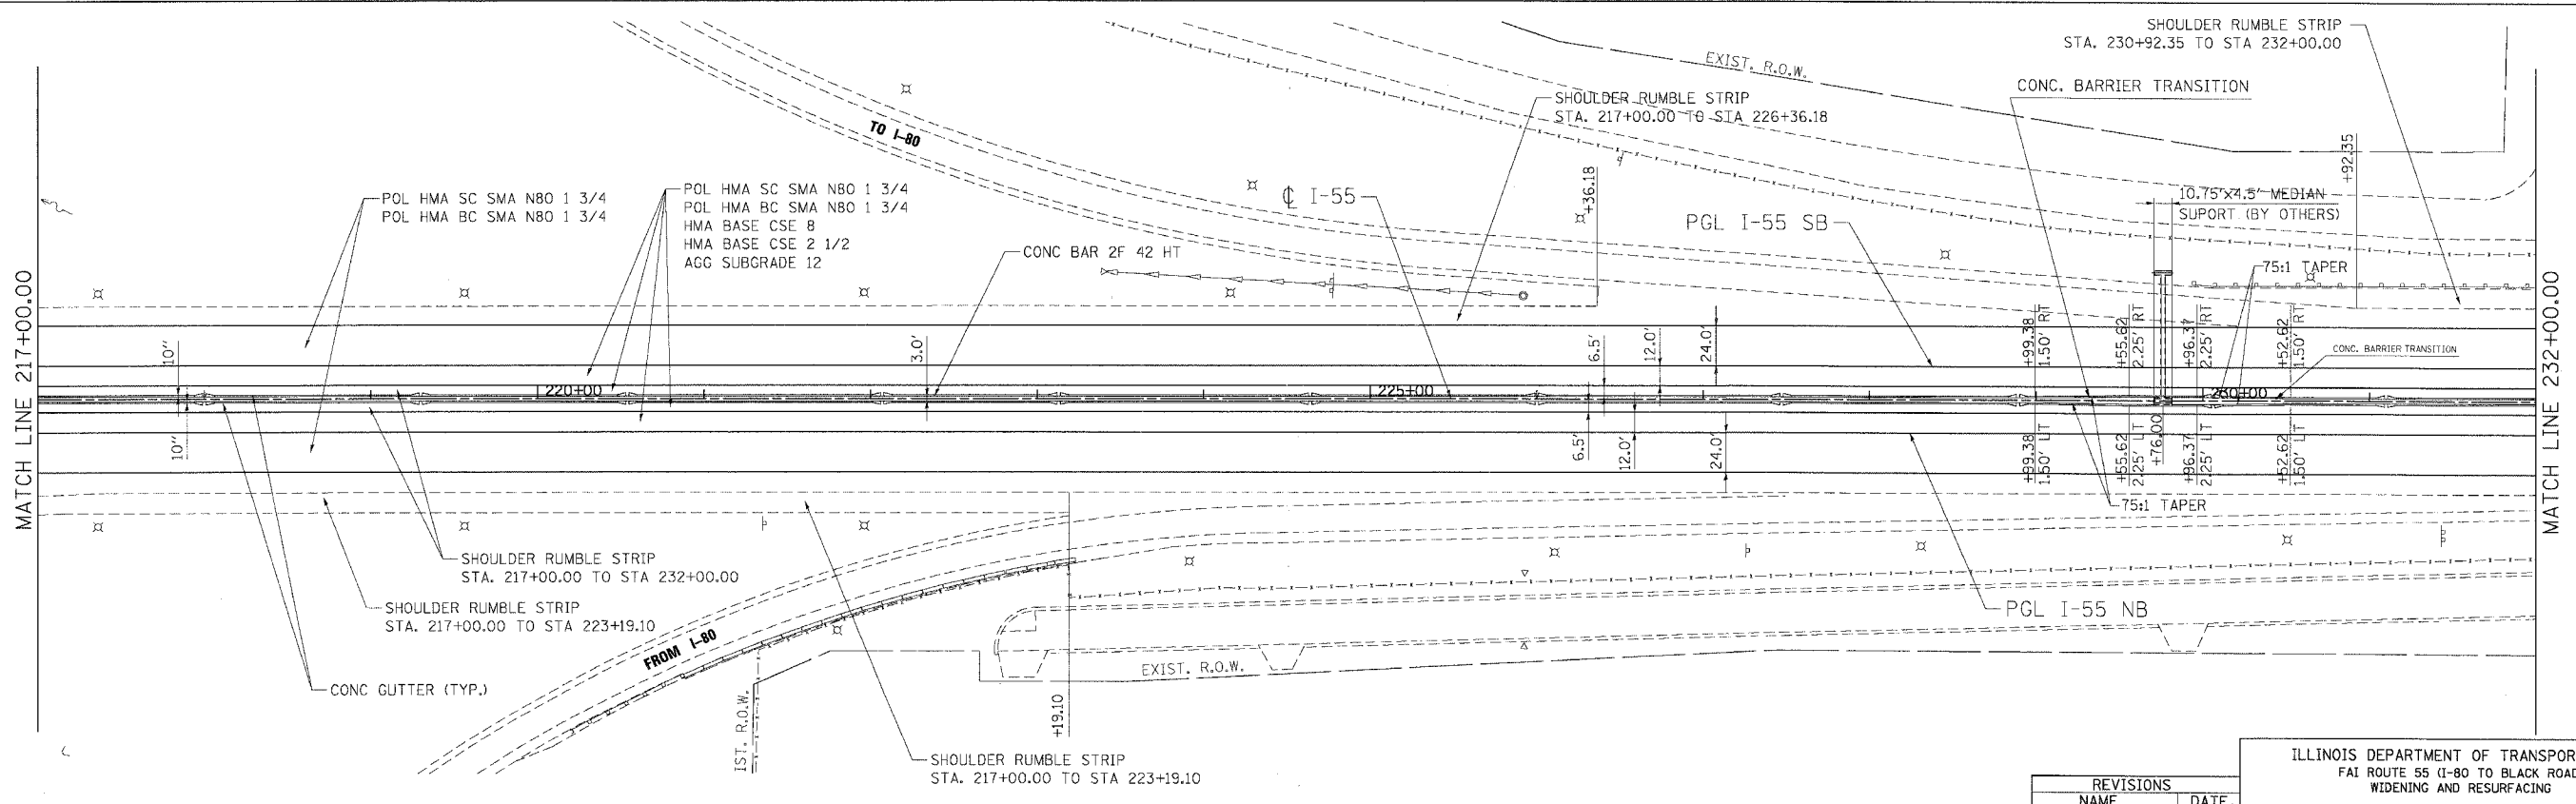 SHOULDER RUMBLE STRIP
STA. 230+92.35 TO STA 232+00.00
EXIST. R.O.W.
CONC. BARRIER TRANSITION
SHOULDER RUMBLE STRIP
STA. 217+00.00 TO STA 226+36.18
TO I-80
+92.35
POL HMA SC SMA N80 1 3/4
POL HMA BC SMA N80 1 3/4
POL HMA SC SMA N80 1 3/4
POL HMA BC SMA N80 1 3/4
HMA BASE CSE 8
HMA BASE CSE 2 1/2
AGG SUBGRADE 12
℄ I-55
+36.18
PGL I-55 SB
10.75'X4.5' MEDIAN
SUPORT (BY OTHERS)
CONC BAR 2F 42 HT
75:1 TAPER
MATCH LINE 217+00.00
MATCH LINE 232+00.00
10"
3.0'
6.5'
12.0'
24.0'
+99.38
1.50' RT
+55.62
2.25' RT
+96.37
2.25' RT
+52.62
1.50' RT
CONC. BARRIER TRANSITION
220+00
225+00
230+00
10"
6.5'
12.0'
24.0'
+99.38
1.50' LT
+55.62
2.25' LT
+76.00
+96.37
2.25' LT
+52.62
1.50' LT
75:1 TAPER
SHOULDER RUMBLE STRIP
STA. 217+00.00 TO STA 232+00.00
SHOULDER RUMBLE STRIP
STA. 217+00.00 TO STA 223+19.10
PGL I-55 NB
FROM I-80
CONC GUTTER (TYP.)
EXIST. R.O.W.
IST. R.O.W.
+19.10
SHOULDER RUMBLE STRIP
STA. 217+00.00 TO STA 223+19.10
REVISIONS
NAME DATE
ILLINOIS DEPARTMENT OF TRANSPOR
FAI ROUTE 55 (I-80 TO BLACK ROAD
WIDENING AND RESURFACING